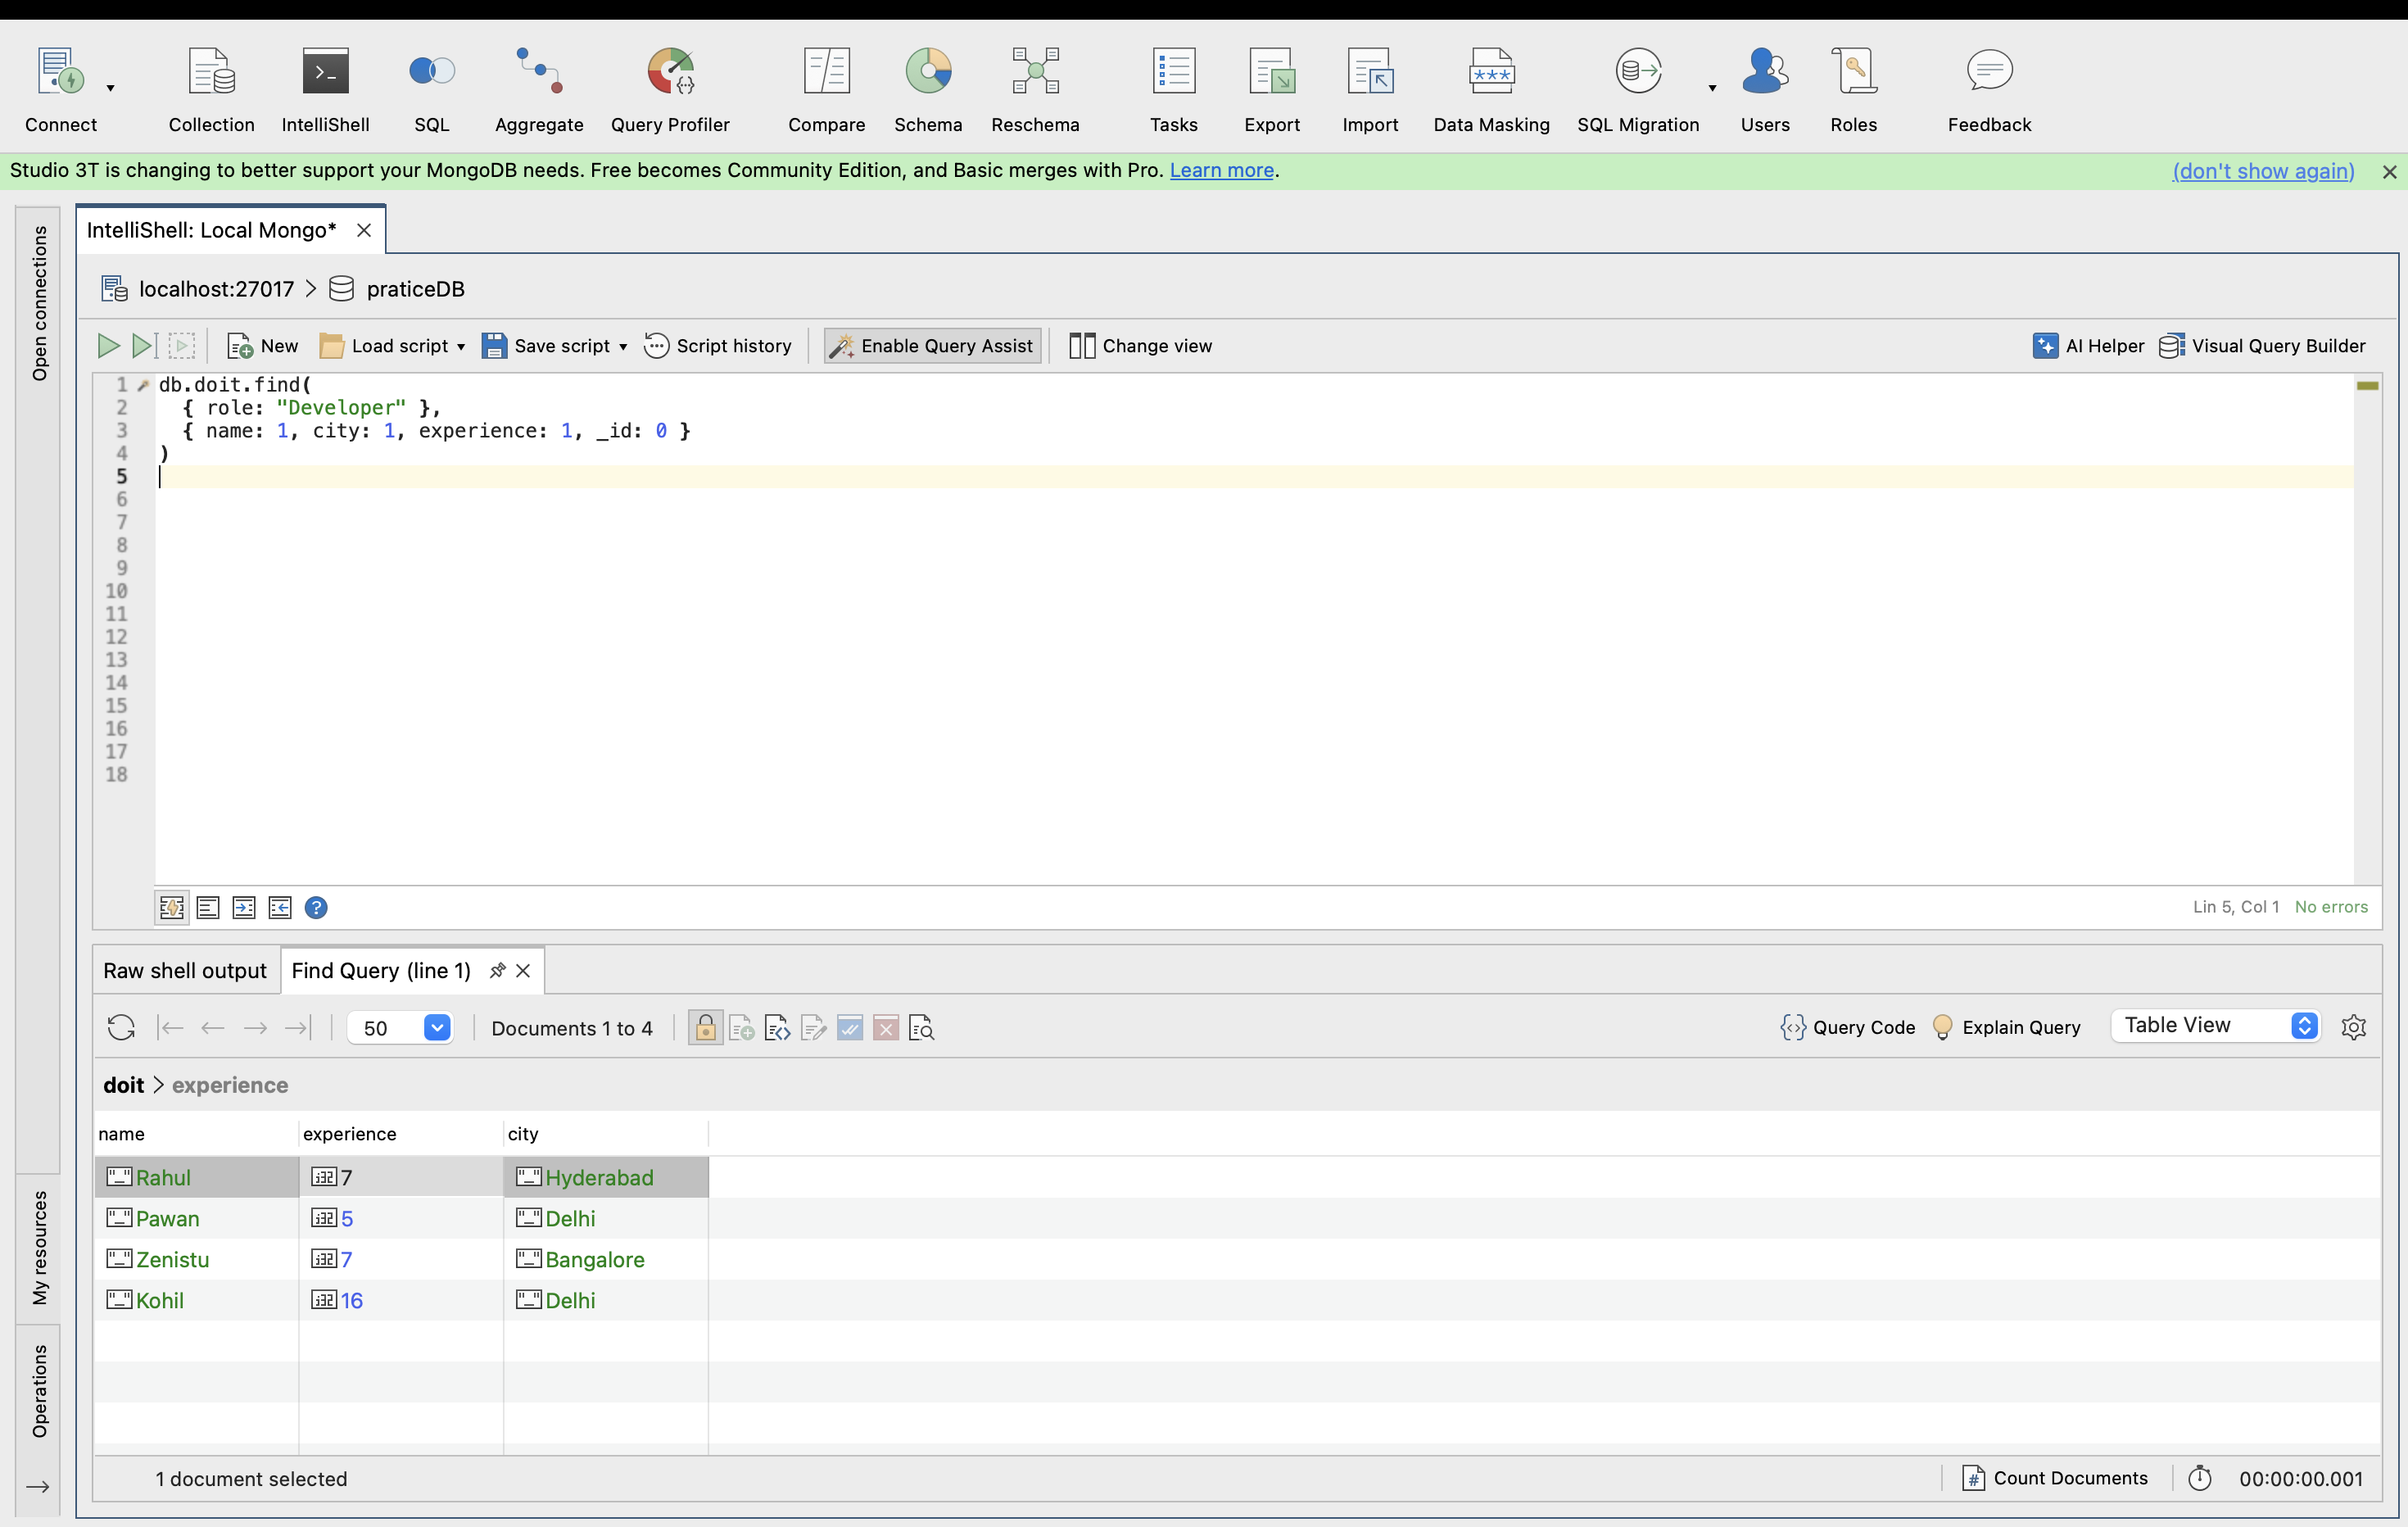 Connect Collection IntelliShell SQL Aggregate Query Profiler Compare Schema Reschema Tasks Export Import Data Masking SQL Migration Users Roles Feedback
Studio 3T is changing to better support your MongoDB needs. Free becomes Community Edition, and Basic merges with Pro. Learn more. (don't show again)
Open connections
IntelliShell: Local Mongo*
localhost:27017 > praticeDB
New Load script Save script Script history Enable Query Assist Change view AI Helper Visual Query Builder
1 db.doit.find(
2 { role: "Developer" },
3 { name: 1, city: 1, experience: 1, _id: 0 }
4 )
5
6
7
8
9
10
11
12
13
14
15
16
17
18
Lin 5, Col 1 No errors
Raw shell output Find Query (line 1)
50 Documents 1 to 4 Query Code Explain Query Table View
doit > experience
name experience city
Rahul i32 7 Hyderabad
Pawan i32 5 Delhi
Zenistu i32 7 Bangalore
Kohil i32 16 Delhi
My resources
Operations
1 document selected # Count Documents 00:00:00.001